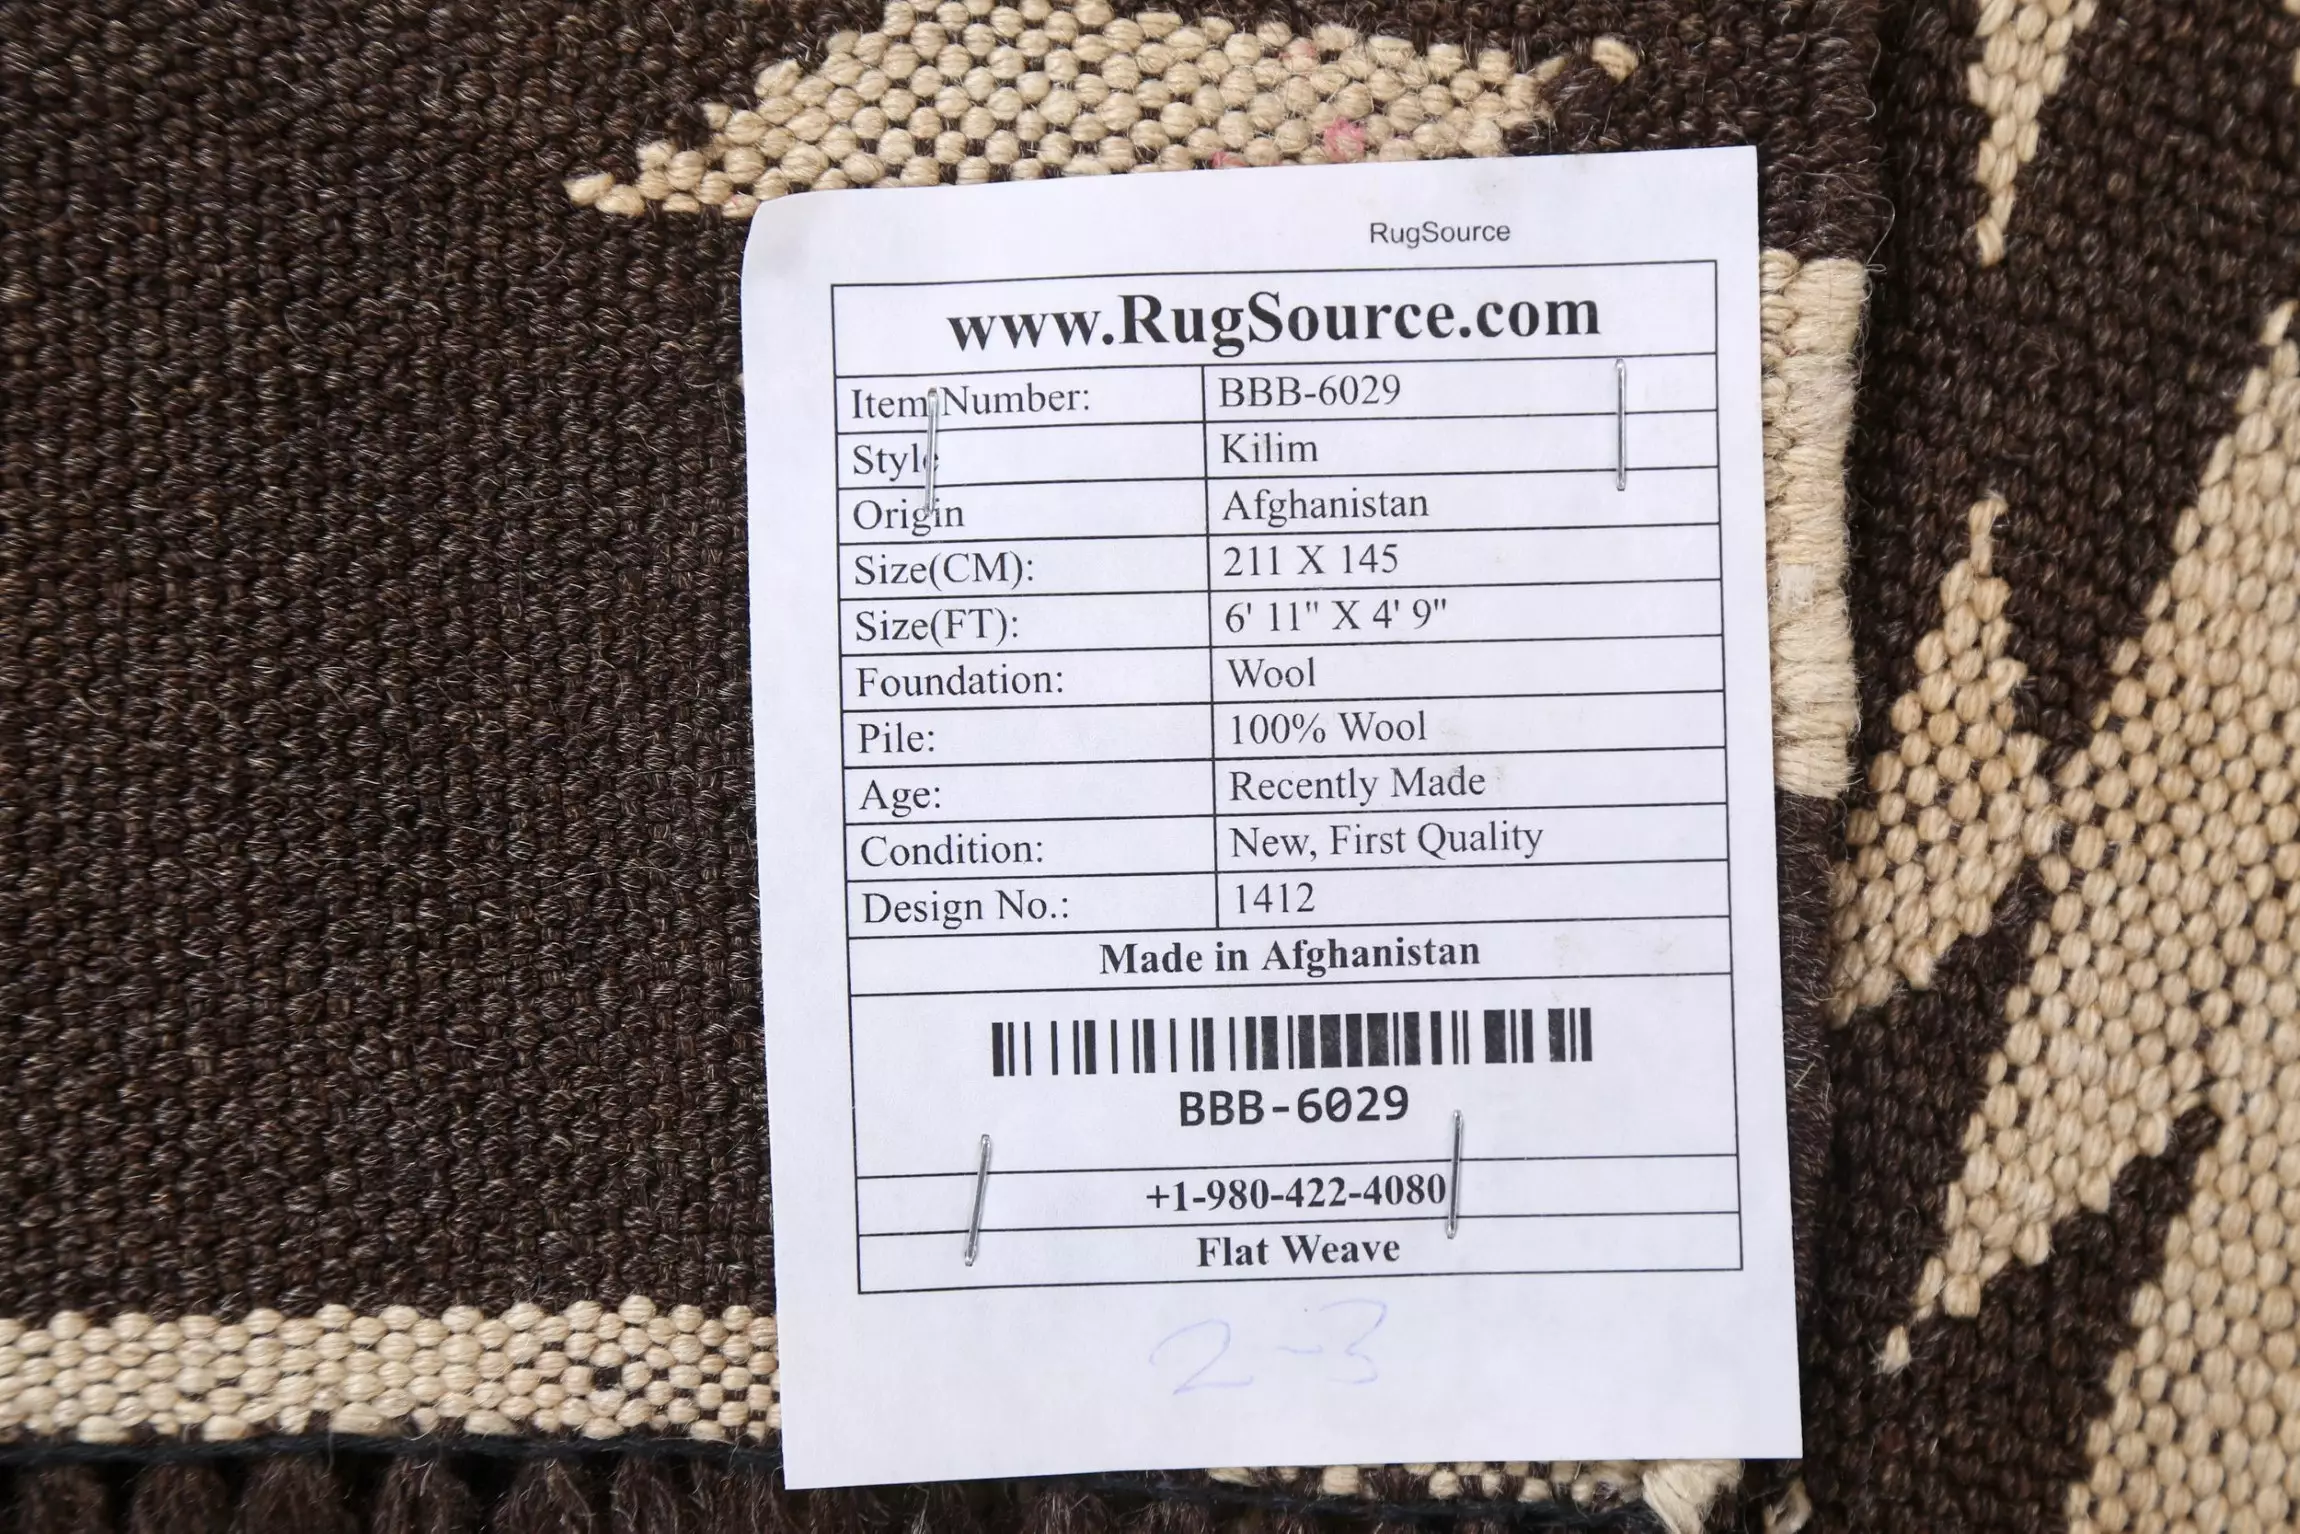 RugSource
www.RugSource.com
Item Number: BBB-6029
Style Kilim
Origin Afghanistan
Size(CM): 211 X 145
Size(FT): 6' 11" X 4' 9"
Foundation: Wool
Pile: 100% Wool
Age: Recently Made
Condition: New, First Quality
Design No.: 1412
Made in Afghanistan
BBB-6029
+1-980-422-4080
Flat Weave
2-3